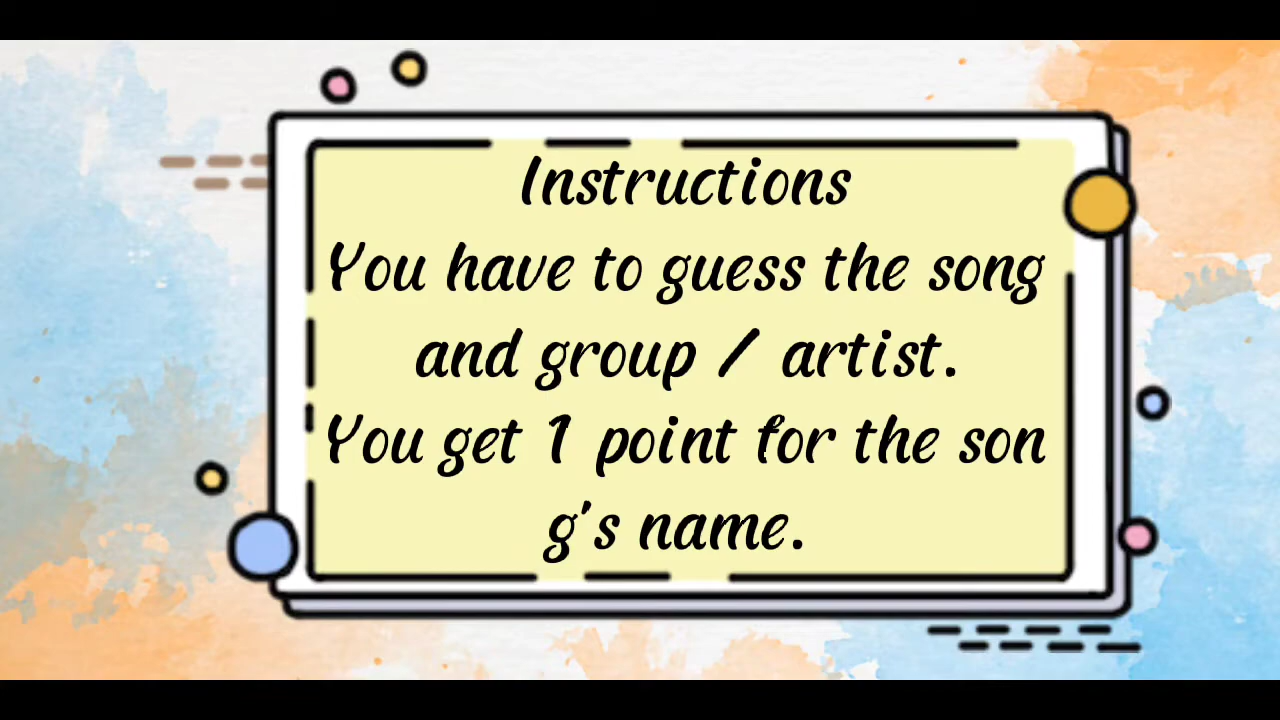 Instructions
You have to guess the song
and group / artist.
You get 1 point for the son
g's name.